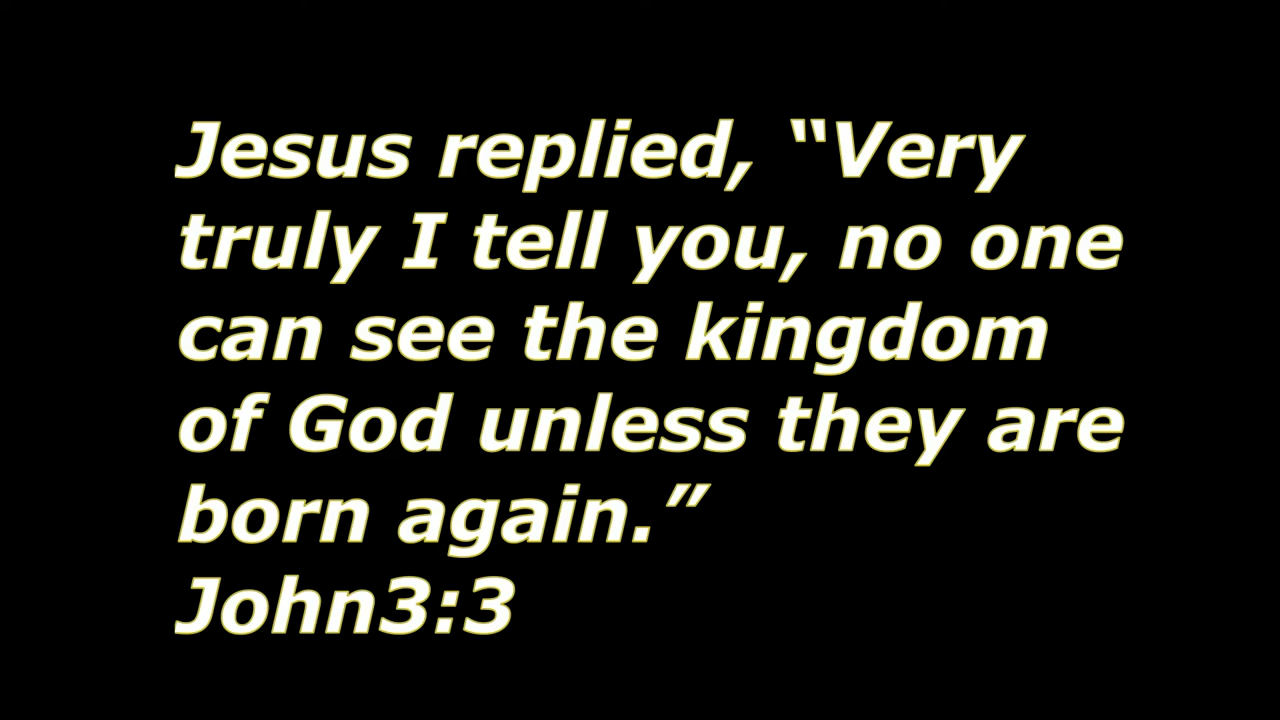 Jesus replied, “Very
truly I tell you, no one
can see the kingdom
of God unless they are
born again.”
John3:3